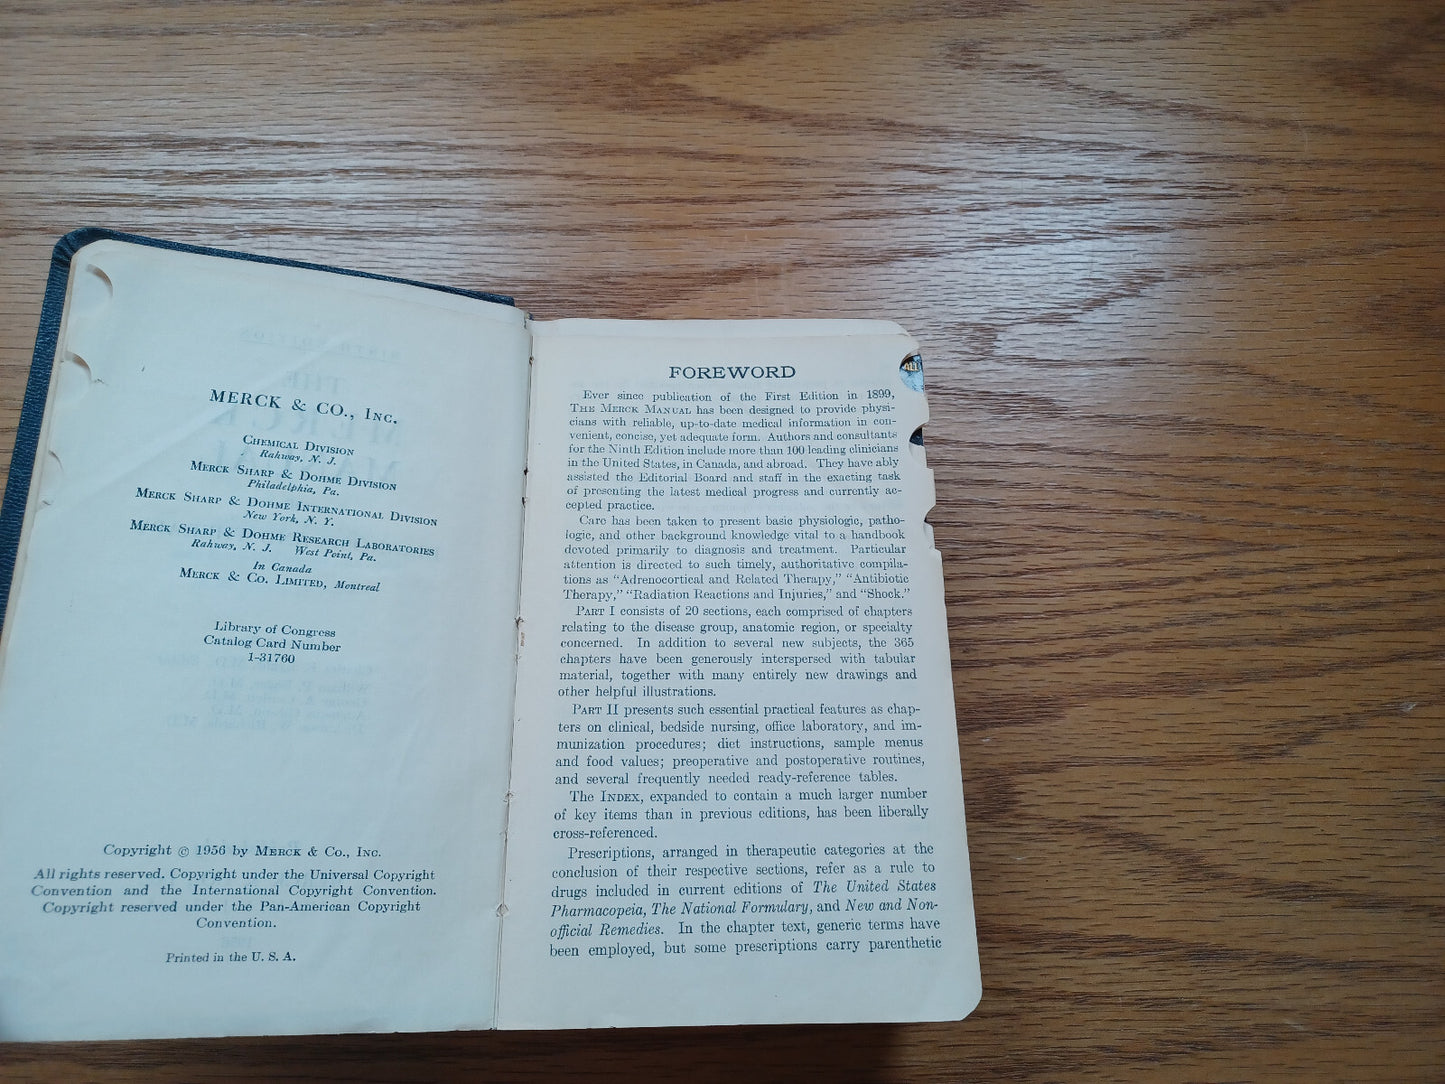 MERCK & CO., INC.
CHEMICAL DIVISION
Rahway, N. J.
MERCK SHARP & DOHME DIVISION
Philadelphia, Pa.
MERCK SHARP & DOHME INTERNATIONAL DIVISION
New York, N. Y.
MERCK SHARP & DOHME RESEARCH LABORATORIES
Rahway, N. J. West Point, Pa.
In Canada
MERCK & CO. LIMITED, Montreal
Library of Congress
Catalog Card Number
1-31760
Copyright © 1956 by MERCK & CO., INC.
All rights reserved. Copyright under the Universal Copyright
Convention and the International Copyright Convention.
Copyright reserved under the Pan-American Copyright
Convention.
Printed in the U. S. A.
FOREWORD
Ever since publication of the First Edition in 1899,
THE MERCK MANUAL has been designed to provide physi-
cians with reliable, up-to-date medical information in con-
venient, concise, yet adequate form. Authors and consultants
for the Ninth Edition include more than 100 leading clinicians
in the United States, in Canada, and abroad. They have ably
assisted the Editorial Board and staff in the exacting task
of presenting the latest medical progress and currently ac-
cepted practice.
Care has been taken to present basic physiologic, patho-
logic, and other background knowledge vital to a handbook
devoted primarily to diagnosis and treatment. Particular
attention is directed to such timely, authoritative compila-
tions as "Adrenocortical and Related Therapy," "Antibiotic
Therapy," "Radiation Reactions and Injuries," and "Shock."
PART I consists of 20 sections, each comprised of chapters
relating to the disease group, anatomic region, or specialty
concerned. In addition to several new subjects, the 365
chapters have been generously interspersed with tabular
material, together with many entirely new drawings and
other helpful illustrations.
PART II presents such essential practical features as chap-
ters on clinical, bedside nursing, office laboratory, and im-
munization procedures; diet instructions, sample menus
and food values; preoperative and postoperative routines,
and several frequently needed ready-reference tables.
The INDEX, expanded to contain a much larger number
of key items than in previous editions, has been liberally
cross-referenced.
Prescriptions, arranged in therapeutic categories at the
conclusion of their respective sections, refer as a rule to
drugs included in current editions of The United States
Pharmacopeia, The National Formulary, and New and Non-
official Remedies. In the chapter text, generic terms have
been employed, but some prescriptions carry parenthetic